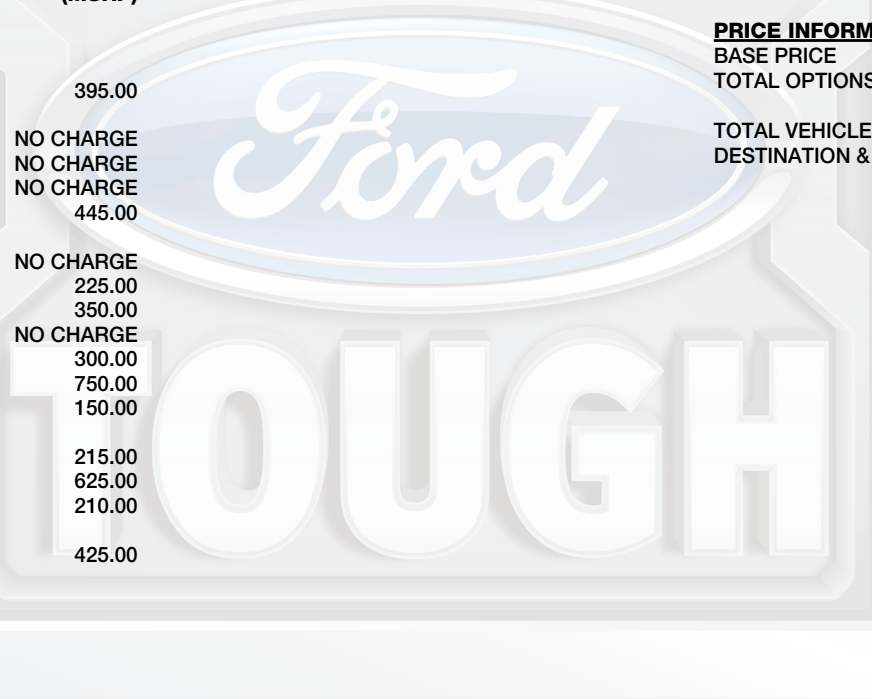 395.00
NO CHARGE
NO CHARGE
NO CHARGE
445.00
NO CHARGE
225.00
350.00
NO CHARGE
300.00
750.00
150.00
215.00
625.00
210.00
425.00
PRICE INFORM
BASE PRICE
TOTAL OPTIONS
TOTAL VEHICLE
DESTINATION &
Ford
TOUGH